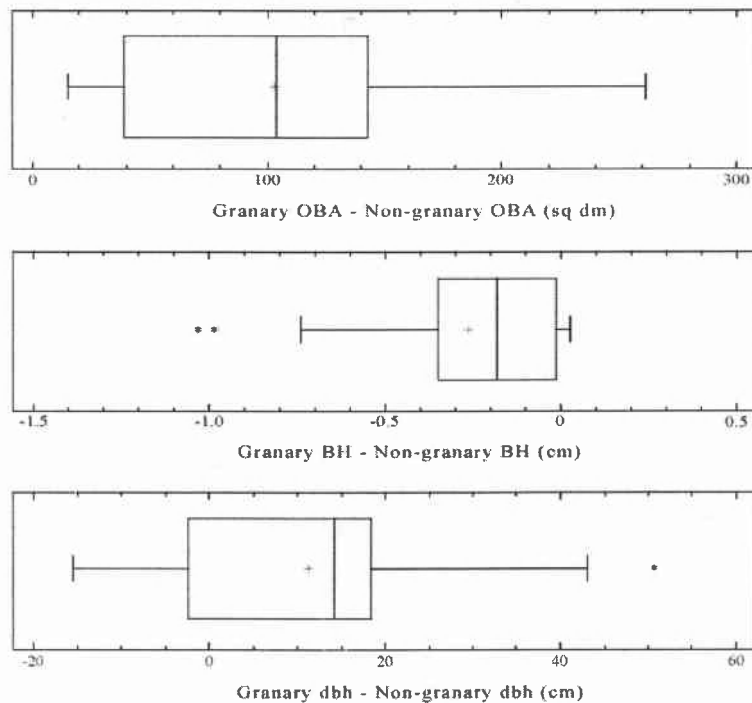 0 100 200 300
Granary OBA - Non-granary OBA (sq dm)
-1.5 -1.0 -0.5 0 0.5
Granary BH - Non-granary BH (cm)
-20 0 20 40 60
Granary dbh - Non-granary dbh (cm)